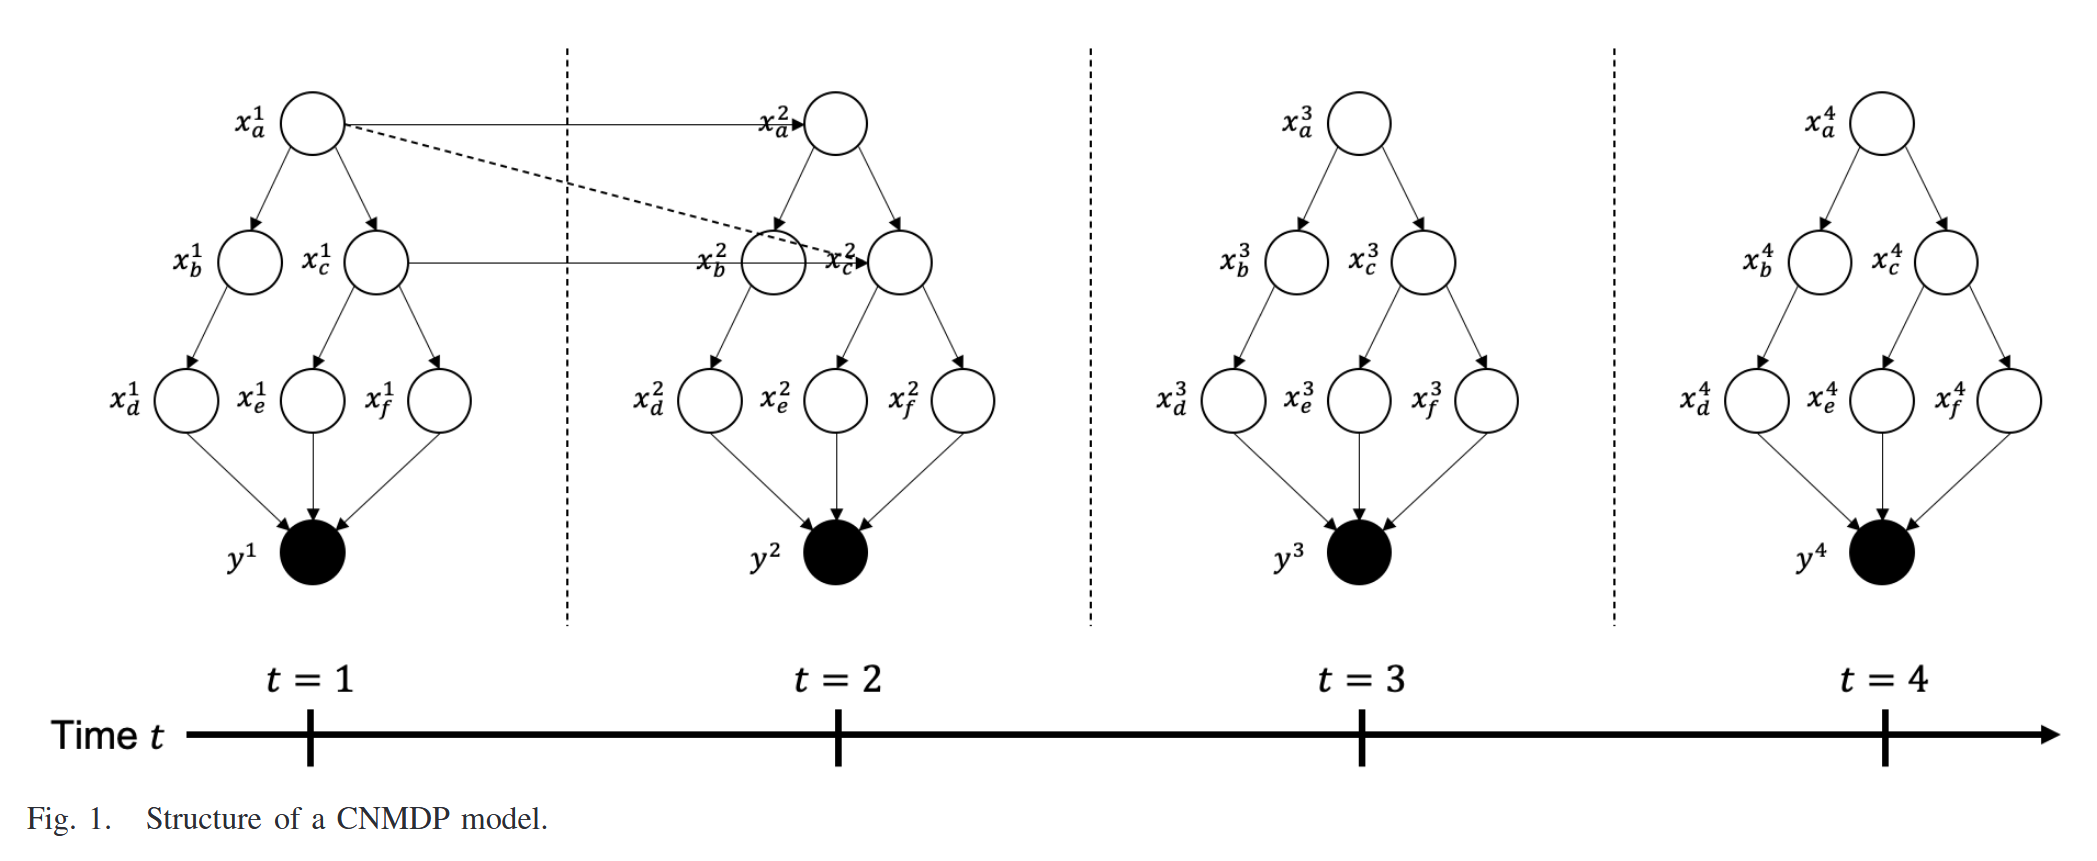 x_a^1 x_a^2 x_a^3 x_a^4
x_b^1 x_c^1 x_b^2 x_c^2 x_b^3 x_c^3 x_b^4 x_c^4
x_d^1 x_e^1 x_f^1 x_d^2 x_e^2 x_f^2 x_d^3 x_e^3 x_f^3 x_d^4 x_e^4 x_f^4
y^1 y^2 y^3 y^4
t = 1 t = 2 t = 3 t = 4
Time t
Fig. 1. Structure of a CNMDP model.